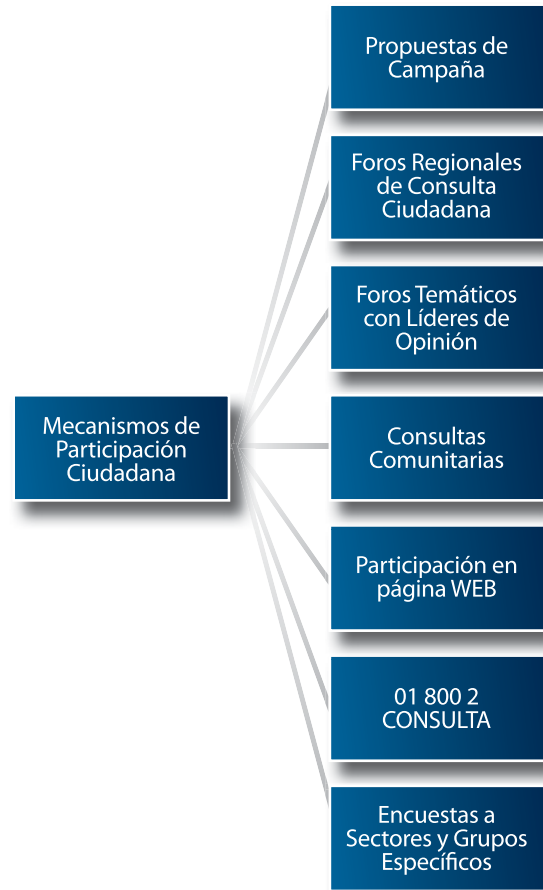 Propuestas de
Campaña
Foros Regionales
de Consulta
Ciudadana
Foros Temáticos
con Líderes de
Opinión
Mecanismos de
Participación
Ciudadana
Consultas
Comunitarias
Participación en
página WEB
01 800 2
CONSULTA
Encuestas a
Sectores y Grupos
Específicos